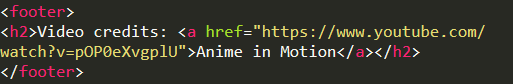 <footer>
<h2>Video credits: <a href="https://www.youtube.com/
watch?v=pOP0eXvgplU">Anime in Motion</a></h2>
</footer>